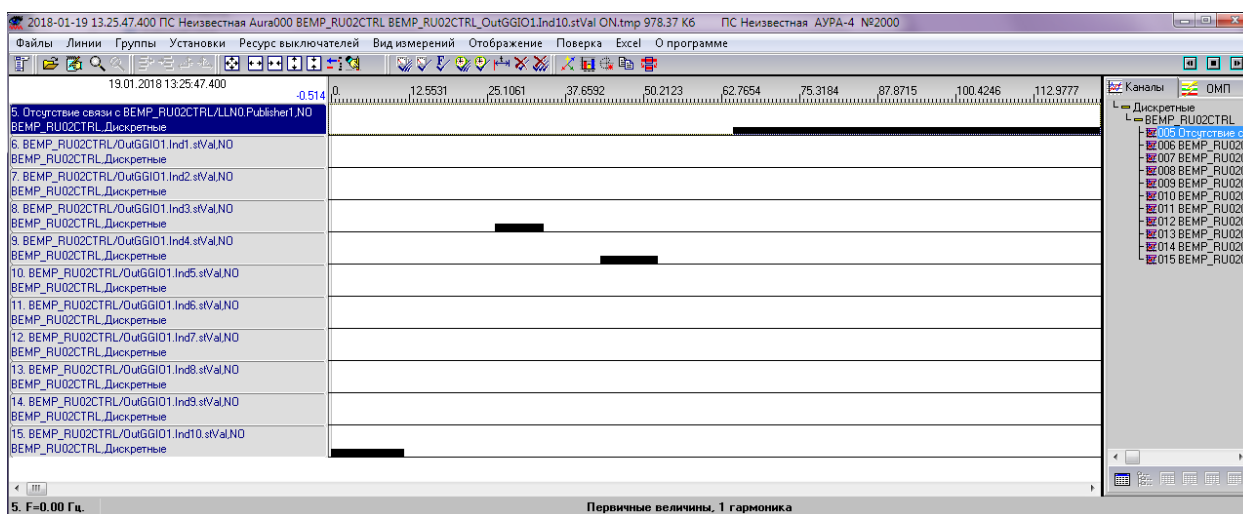 2018-01-19 13.25.47.400 ПС Неизвестная Aura000 BEMP_RU02CTRL BEMP_RU02CTRL_OutGGIO1.Ind10.stVal ON.tmp 978.37 Кб ПС Неизвестная АУРА-4 №2000
Файлы Линии Группы Установки Ресурс выключателей Вид измерений Отображение Поверка Excel О программе
19.01.2018 13:25:47.400
-0.514 0. 12.5531 25.1061 37.6592 50.2123 62.7654 75.3184 87.8715 100.4246 112.9777
5. Отсутствие связи с BEMP_RU02CTRL/LLN0.Publisher1,NO
BEMP_RU02CTRL,Дискретные
6. BEMP_RU02CTRL/OutGGIO1.Ind1.stVal,NO
BEMP_RU02CTRL,Дискретные
7. BEMP_RU02CTRL/OutGGIO1.Ind2.stVal,NO
BEMP_RU02CTRL,Дискретные
8. BEMP_RU02CTRL/OutGGIO1.Ind3.stVal,NO
BEMP_RU02CTRL,Дискретные
9. BEMP_RU02CTRL/OutGGIO1.Ind4.stVal,NO
BEMP_RU02CTRL,Дискретные
10. BEMP_RU02CTRL/OutGGIO1.Ind5.stVal,NO
BEMP_RU02CTRL,Дискретные
11. BEMP_RU02CTRL/OutGGIO1.Ind6.stVal,NO
BEMP_RU02CTRL,Дискретные
12. BEMP_RU02CTRL/OutGGIO1.Ind7.stVal,NO
BEMP_RU02CTRL,Дискретные
13. BEMP_RU02CTRL/OutGGIO1.Ind8.stVal,NO
BEMP_RU02CTRL,Дискретные
14. BEMP_RU02CTRL/OutGGIO1.Ind9.stVal,NO
BEMP_RU02CTRL,Дискретные
15. BEMP_RU02CTRL/OutGGIO1.Ind10.stVal,NO
BEMP_RU02CTRL,Дискретные
Каналы ОМП
Дискретные
BEMP_RU02CTRL
005 Отсутствие с
006 BEMP_RU02
007 BEMP_RU02
008 BEMP_RU02
009 BEMP_RU02
010 BEMP_RU02
011 BEMP_RU02
012 BEMP_RU02
013 BEMP_RU02
014 BEMP_RU02
015 BEMP_RU02
5. F=0.00 Гц. Первичные величины, 1 гармоника